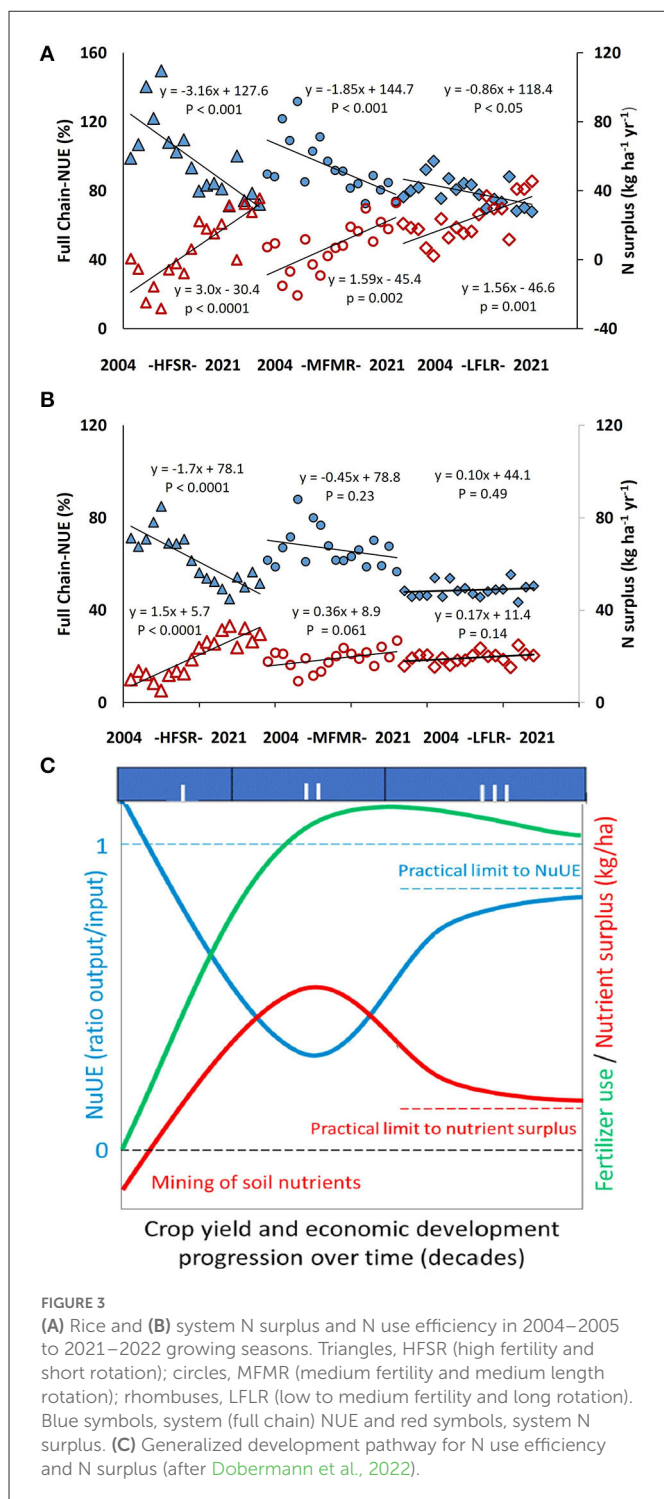 A
160
120
80
40
0
Full Chain-NUE (%)
120
80
40
0
-40
N surplus (kg ha-1 yr-1)
y = -3.16x + 127.6
P < 0.001
y = -1.85x + 144.7
P < 0.001
y = -0.86x + 118.4
P < 0.05
y = 3.0x - 30.4
p < 0.0001
y = 1.59x - 45.4
p = 0.002
y = 1.56x - 46.6
p = 0.001
2004 -HFSR- 2021 2004 -MFMR- 2021 2004 -LFLR- 2021
B
120
80
40
0
Full Chain-NUE (%)
120
80
40
0
N surplus (kg ha⁻¹ yr⁻¹)
y = -1.7x + 78.1
P < 0.0001
y = -0.45x + 78.8
P = 0.23
y = 0.10x + 44.1
P = 0.49
y = 1.5x + 5.7
P < 0.0001
y = 0.36x + 8.9
P = 0.061
y = 0.17x + 11.4
P = 0.14
2004 -HFSR- 2021 2004 -MFMR- 2021 2004 -LFLR- 2021
C
I II III
1
0
NuUE (ratio output/input)
Practical limit to NuUE
Practical limit to nutrient surplus
Mining of soil nutrients
Fertilizer use / Nutrient surplus (kg/ha)
Crop yield and economic development
progression over time (decades)
FIGURE 3
(A) Rice and (B) system N surplus and N use efficiency in 2004–2005
to 2021–2022 growing seasons. Triangles, HFSR (high fertility and
short rotation); circles, MFMR (medium fertility and medium length
rotation); rhombuses, LFLR (low to medium fertility and long rotation).
Blue symbols, system (full chain) NUE and red symbols, system N
surplus. (C) Generalized development pathway for N use efficiency
and N surplus (after Dobermann et al., 2022).